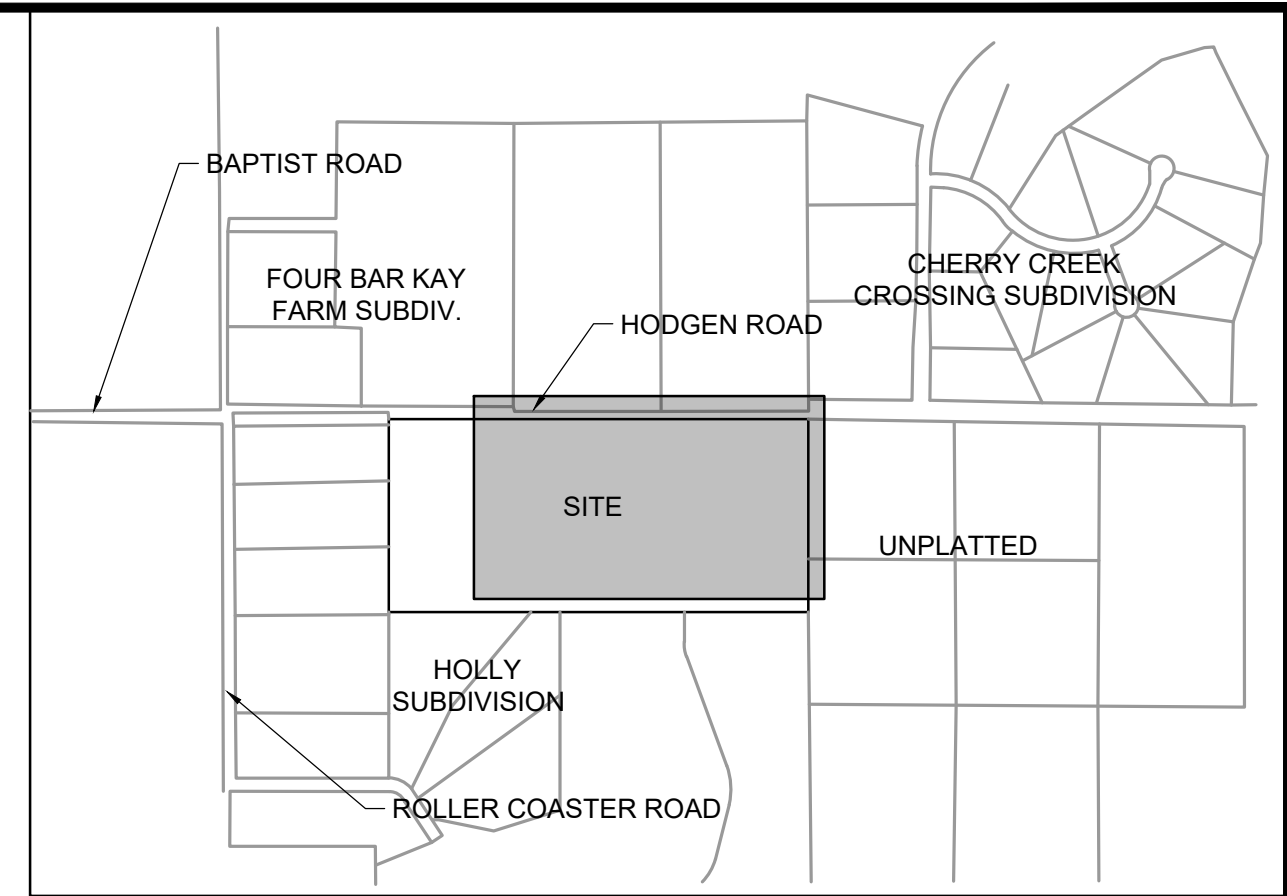 BAPTIST ROAD
FOUR BAR KAY
FARM SUBDIV.
CHERRY CREEK
CROSSING SUBDIVISION
HODGEN ROAD
SITE
UNPLATTED
HOLLY
SUBDIVISION
ROLLER COASTER ROAD